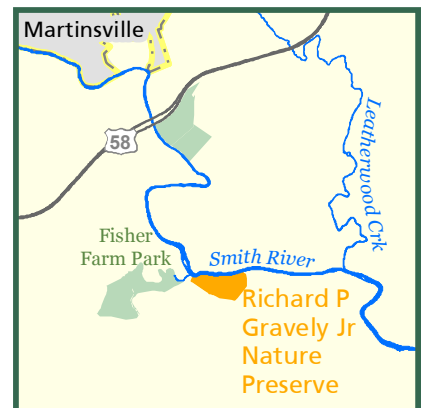 Martinsville
58
Leatherwood Crk
Fisher
Farm Park
Smith River
Richard P
Gravely Jr
Nature
Preserve